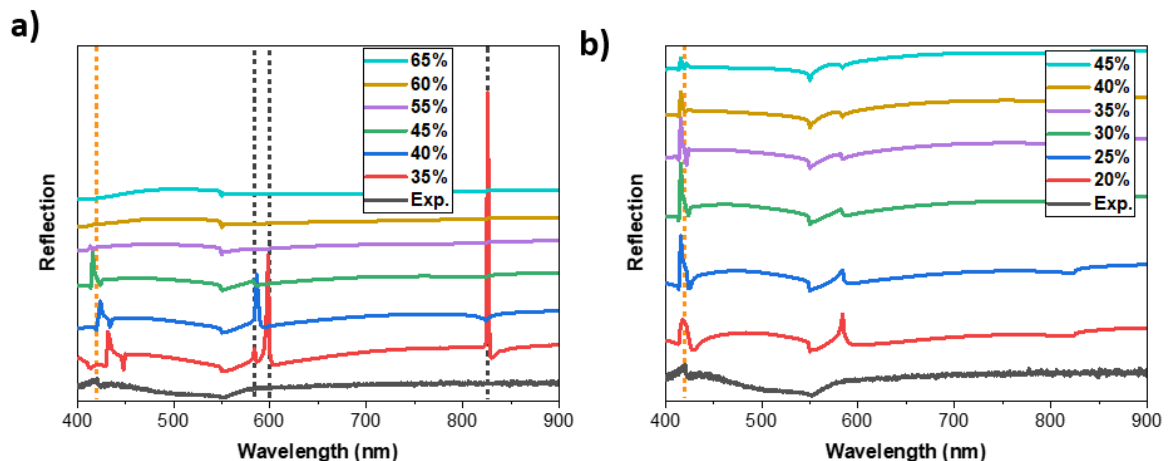 a)
65%
60%
55%
45%
40%
35%
Exp.
Reflection
400 500 600 700 800 900
Wavelength (nm)
b)
45%
40%
35%
30%
25%
20%
Exp.
Reflection
400 500 600 700 800 900
Wavelength (nm)